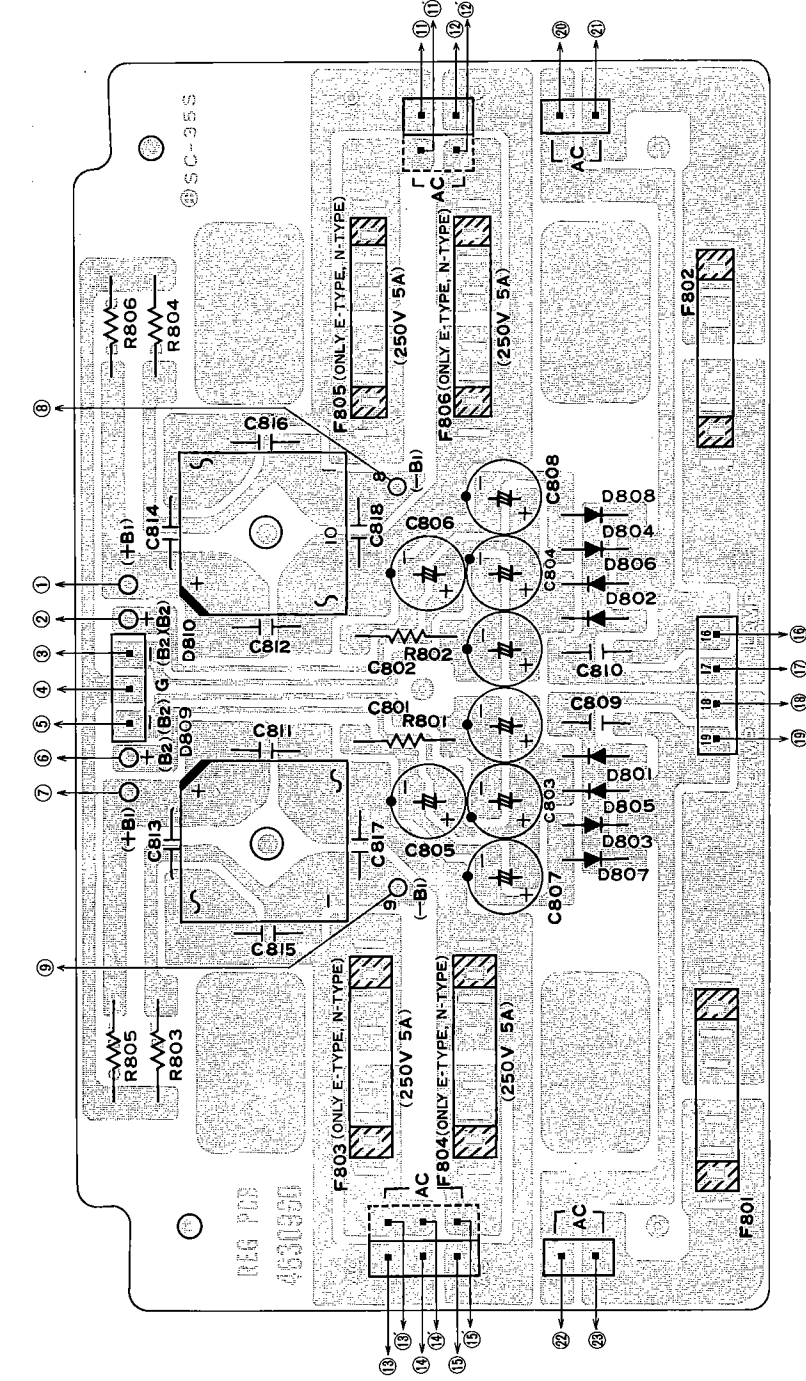 ⑪
⑪'
⑫
⑫'
⑳
㉑
SC-35S
AC
AC
R806
R804
F805 (ONLY E-TYPE, N-TYPE)
(250V 5A)
F806 (ONLY E-TYPE, N-TYPE)
(250V 5A)
F802
⑧
C816
C814
C818
8
(-B1)
C806
C808
C804
D808
D804
D806
D802
①
(+B1)
②
+
(B2)
D810
C812
+
10
③
−
(B2)
④
G
⑤
−
(B2)
D809
⑥
+
(B2)
⑦
(+B1)
C802
R802
C810
C801
R801
C809
16
17
18
19
⑯
⑰
⑱
⑲
C811
C813
C817
C815
+
−
C805
C803
C807
D801
D805
D803
D807
9
(-B1)
⑨
R805
R803
F803 (ONLY E-TYPE, N-TYPE)
(250V 5A)
F804 (ONLY E-TYPE, N-TYPE)
(250V 5A)
F801
REG PCB
AC
AC
⑬
⑬'
⑭
⑭'
⑮
⑮'
㉒
㉓